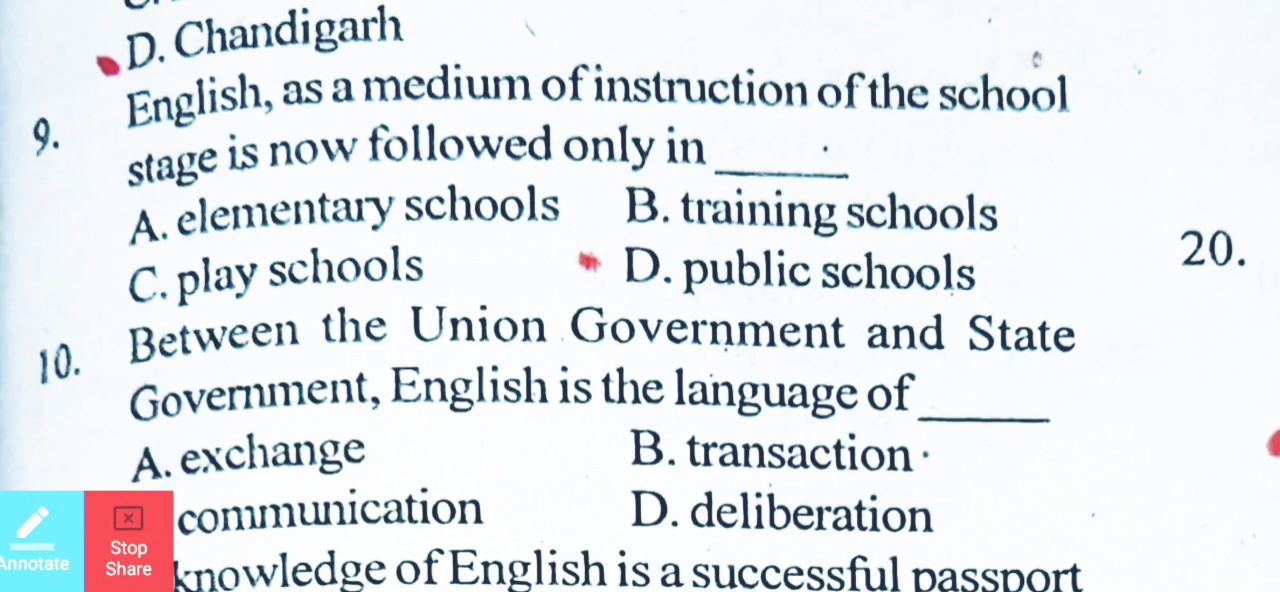 D. Chandigarh
9. English, as a medium of instruction of the school
stage is now followed only in ______
A. elementary schools B. training schools
C. play schools D. public schools
20.
10. Between the Union Government and State
Government, English is the language of ______
A. exchange B. transaction
communication D. deliberation
knowledge of English is a successful passport
Annotate
Stop
Share